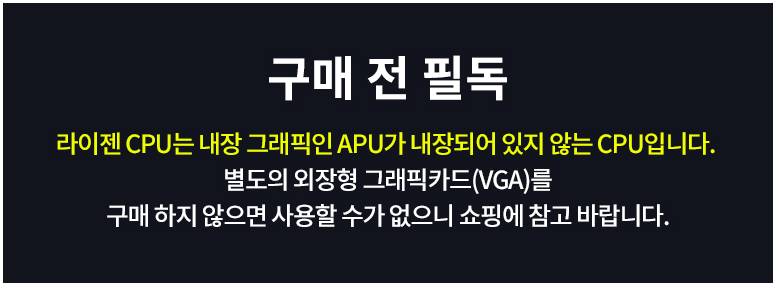 구매 전 필독
라이젠 CPU는 내장 그래픽인 APU가 내장되어 있지 않는 CPU입니다.
별도의 외장형 그래픽카드(VGA)를
구매 하지 않으면 사용할 수가 없으니 쇼핑에 참고 바랍니다.